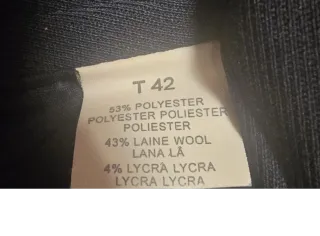 T 42
53% POLYESTER
POLYESTER POLIESTER
POLIESTER
43% LAINE WOOL
LANA LÃ
4% LYCRA LYCRA
LYCRA LYCRA